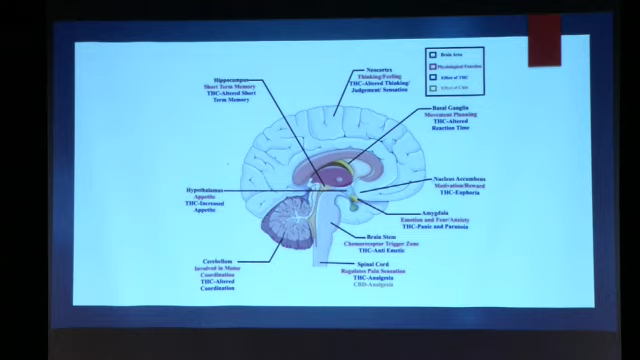 Neocortex
Thinking/Feeling
THC-Altered Thinking/
Judgement/ Sensation
Brain Area
Physiological Function
Effect of THC
Effect of CBD
Hippocampus
Short Term Memory
THC-Altered Short
Term Memory
Basal Ganglia
Movement Planning
THC-Altered
Reaction Time
Nucleus Accumbens
Motivation/Reward
THC-Euphoria
Hypothalamus
Appetite
THC-Increased
Appetite
Amygdala
Emotion and Fear/Anxiety
THC-Panic and Paranoia
Brain Stem
Chemoreceptor Trigger Zone
THC-Anti Emetic
Cerebellum
Involved in Motor
Coordination
THC-Altered
Coordination
Spinal Cord
Regulates Pain Sensation
THC-Analgesia
CBD-Analgesia